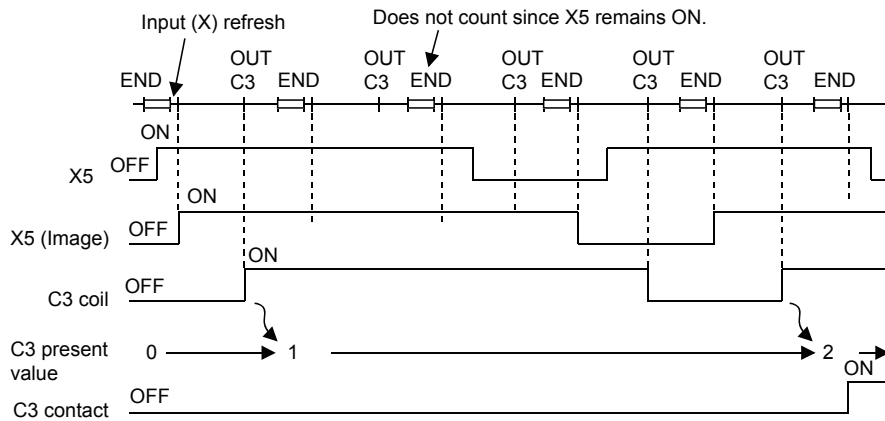 Input (X) refresh
Does not count since X5 remains ON.
OUT OUT OUT OUT OUT
END C3 END C3 END C3 END C3 END C3 END
ON
X5 OFF
ON
X5 (Image) OFF
ON
C3 coil OFF
C3 present value 0 1 2
ON
C3 contact OFF